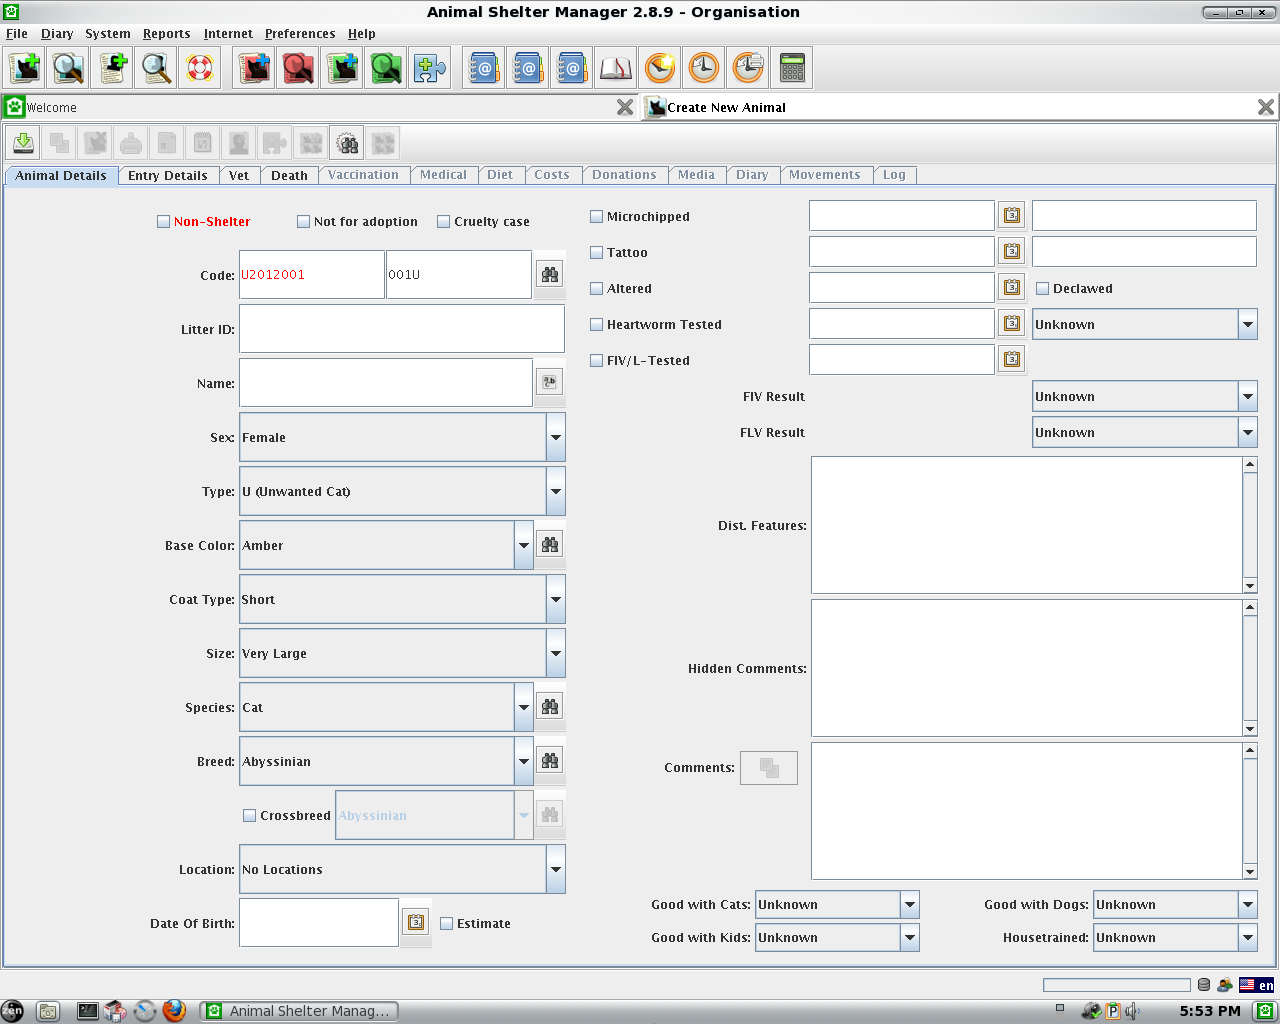 Animal Shelter Manager 2.8.9 - Organisation
File Diary System Reports Internet Preferences Help
Welcome
Create New Animal
Animal Details Entry Details Vet Death Vaccination Medical Diet Costs Donations Media Diary Movements Log
Non-Shelter Not for adoption Cruelty case
Code: U2012001 001U
Litter ID:
Name:
Sex: Female
Type: U (Unwanted Cat)
Base Color: Amber
Coat Type: Short
Size: Very Large
Species: Cat
Breed: Abyssinian
Crossbreed Abyssinian
Location: No Locations
Date Of Birth: Estimate
Microchipped
Tattoo
Altered Declawed
Heartworm Tested Unknown
FIV/L-Tested
FIV Result Unknown
FLV Result Unknown
Dist. Features:
Hidden Comments:
Comments:
Good with Cats: Unknown Good with Dogs: Unknown
Good with Kids: Unknown Housetrained: Unknown
en
zen Animal Shelter Manag... 5:53 PM